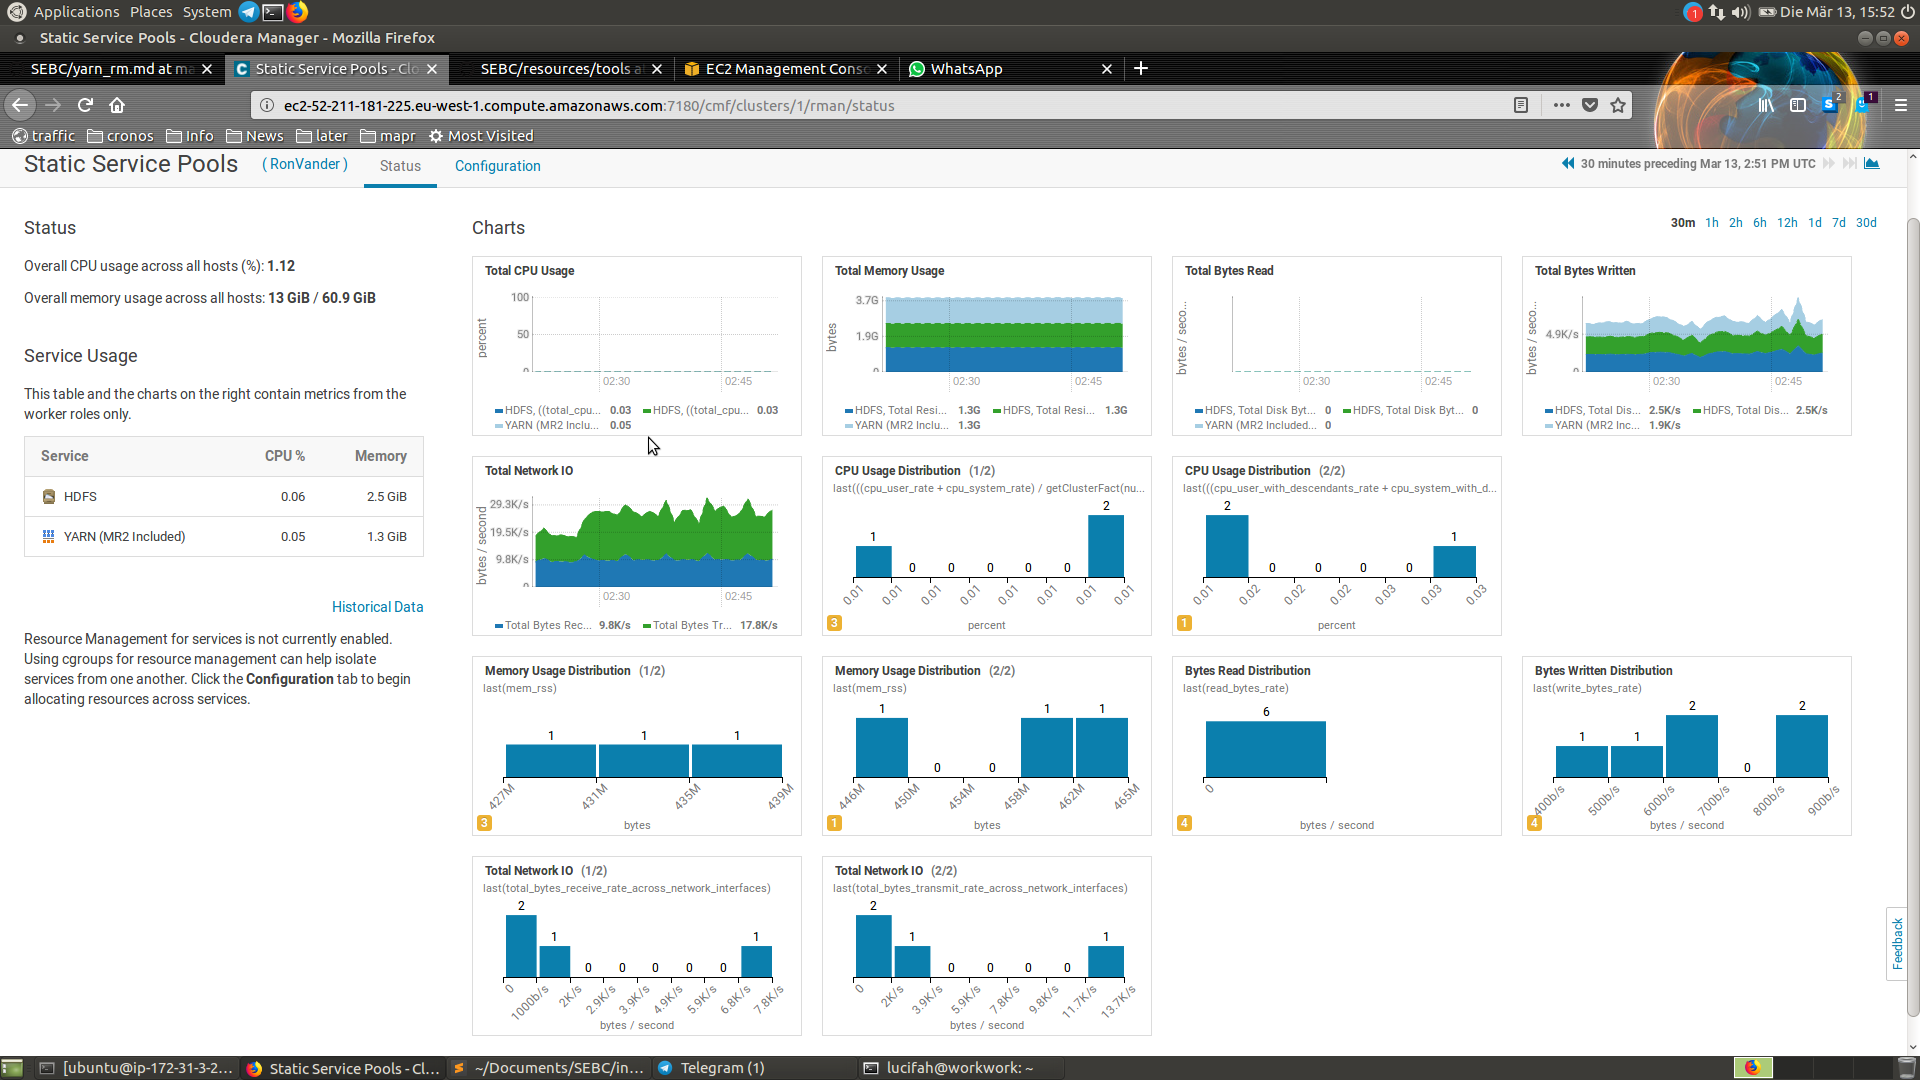 Applications Places System
1
Die Mär 13, 15:52
Static Service Pools - Cloudera Manager - Mozilla Firefox
SEBC/yarn_rm.md at ma
Static Service Pools - Clo
SEBC/resources/tools a
EC2 Management Conso
WhatsApp
ec2-52-211-181-225.eu-west-1.compute.amazonaws.com:7180/cmf/clusters/1/rman/status
2
1
traffic cronos Info News later mapr Most Visited
Static Service Pools ( RonVander ) Status Configuration
30 minutes preceding Mar 13, 2:51 PM UTC
Status
Overall CPU usage across all hosts (%): 1.12
Overall memory usage across all hosts: 13 GiB / 60.9 GiB
Service Usage
This table and the charts on the right contain metrics from the
worker roles only.
Service CPU % Memory
HDFS 0.06 2.5 GiB
YARN (MR2 Included) 0.05 1.3 GiB
Historical Data
Resource Management for services is not currently enabled.
Using cgroups for resource management can help isolate
services from one another. Click the Configuration tab to begin
allocating resources across services.
Charts
30m 1h 2h 6h 12h 1d 7d 30d
Total CPU Usage
percent
100
50
0
02:30 02:45
HDFS, ((total_cpu... 0.03 HDFS, ((total_cpu... 0.03
YARN (MR2 Inclu... 0.05
Total Memory Usage
bytes
3.7G
1.9G
0
02:30 02:45
HDFS, Total Resi... 1.3G HDFS, Total Resi... 1.3G
YARN (MR2 Inclu... 1.3G
Total Bytes Read
bytes / seco...
02:30 02:45
HDFS, Total Disk Byt... 0 HDFS, Total Disk Byt... 0
YARN (MR2 Included... 0
Total Bytes Written
bytes / seco...
4.9K/s
02:30 02:45
HDFS, Total Dis... 2.5K/s HDFS, Total Dis... 2.5K/s
YARN (MR2 Inc... 1.9K/s
Total Network IO
bytes / second
29.3K/s
19.5K/s
9.8K/s
0
02:30 02:45
Total Bytes Rec... 9.8K/s Total Bytes Tr... 17.8K/s
CPU Usage Distribution (1/2)
last(((cpu_user_rate + cpu_system_rate) / getClusterFact(nu...
1 0 0 0 0 0 2
0.01 0.01 0.01 0.01 0.01 0.01 0.01 0.01
3
percent
CPU Usage Distribution (2/2)
last(((cpu_user_with_descendants_rate + cpu_system_with_d...
2 0 0 0 0 1
0.01 0.02 0.02 0.02 0.03 0.03 0.03
1
percent
Memory Usage Distribution (1/2)
last(mem_rss)
1 1 1
427M 431M 435M 439M
3
bytes
Memory Usage Distribution (2/2)
last(mem_rss)
1 0 0 1 1
446M 450M 454M 458M 462M 465M
1
bytes
Bytes Read Distribution
last(read_bytes_rate)
6
0
4
bytes / second
Bytes Written Distribution
last(write_bytes_rate)
1 1 2 0 2
400b/s 500b/s 600b/s 700b/s 800b/s 900b/s
4
bytes / second
Total Network IO (1/2)
last(total_bytes_receive_rate_across_network_interfaces)
2 1 0 0 0 0 0 1
0 1000b/s 2K/s 2.9K/s 3.9K/s 4.9K/s 5.9K/s 6.8K/s 7.8K/s
bytes / second
Total Network IO (2/2)
last(total_bytes_transmit_rate_across_network_interfaces)
2 1 0 0 0 0 1
0 2K/s 3.9K/s 5.9K/s 7.8K/s 9.8K/s 11.7K/s 13.7K/s
bytes / second
Feedback
[ubuntu@ip-172-31-3-2...
Static Service Pools - Cl...
~/Documents/SEBC/in...
Telegram (1)
lucifah@workwork: ~